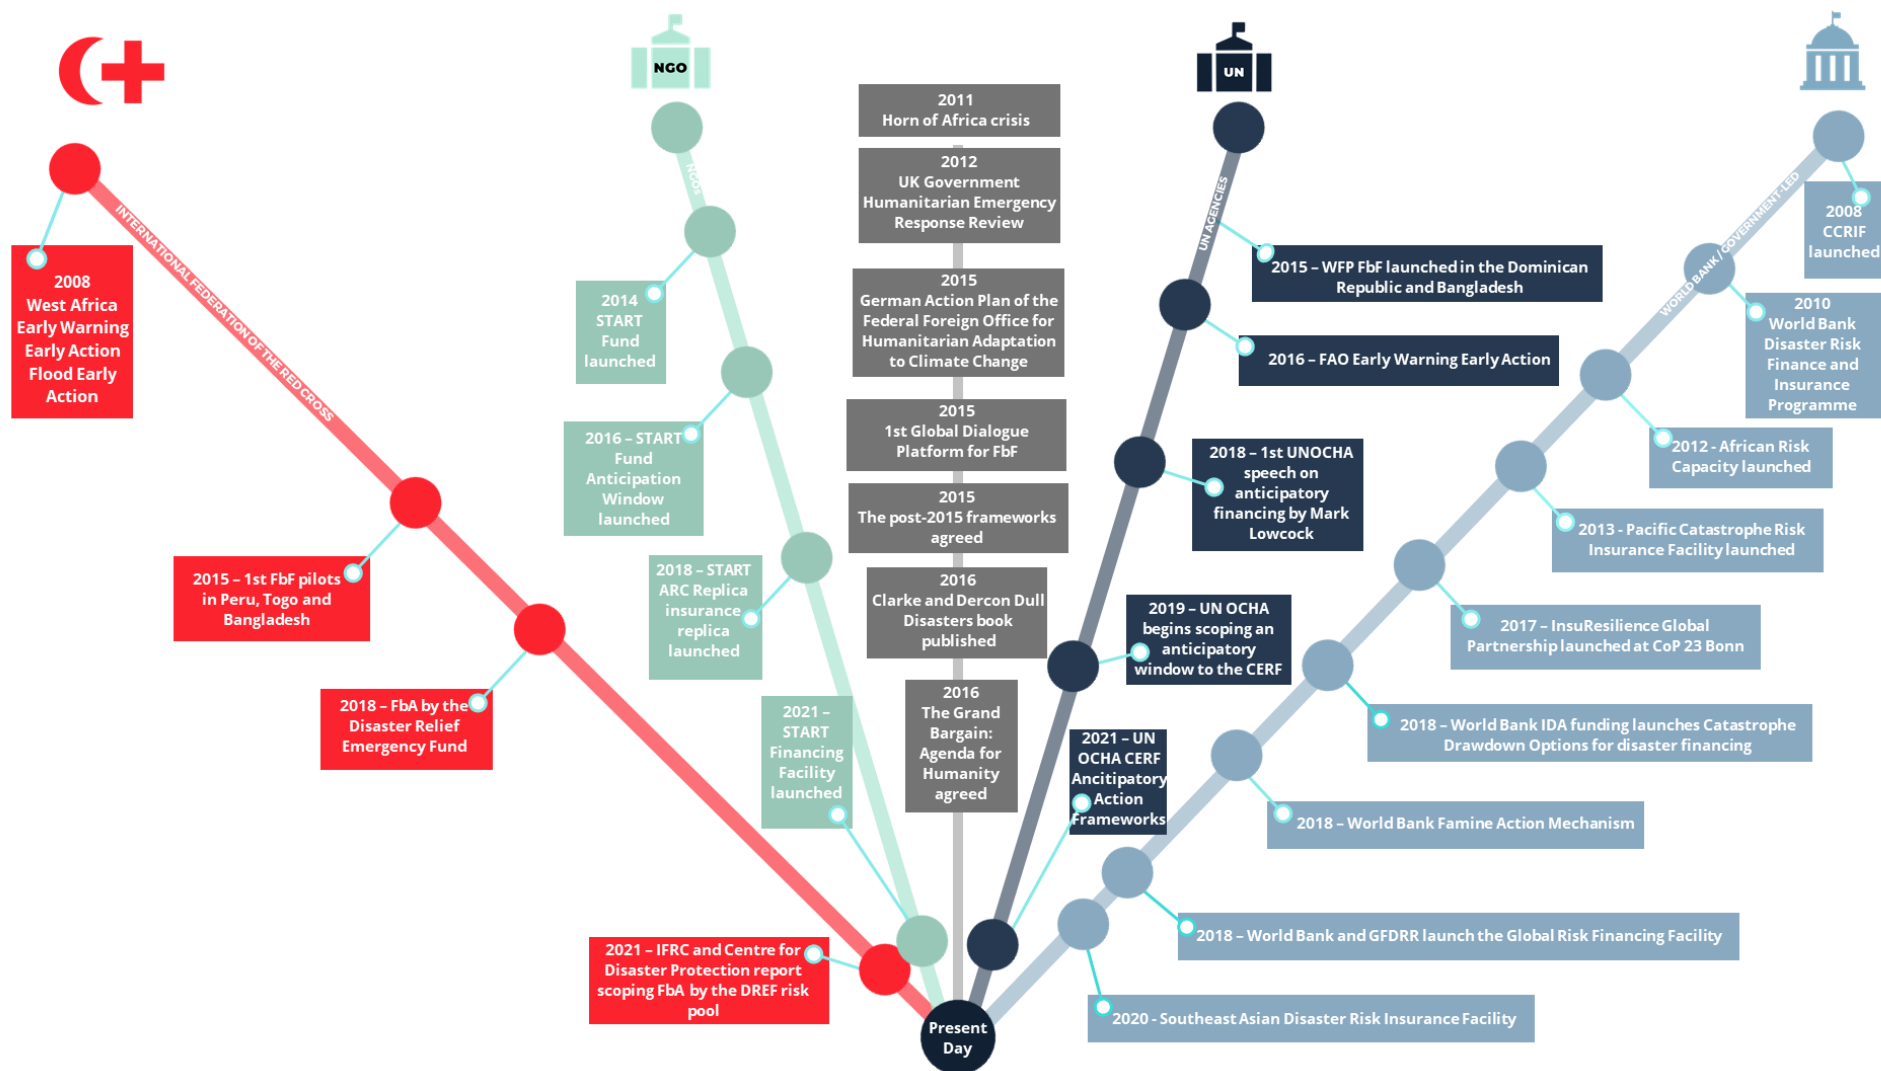 NGO
UN
INTERNATIONAL FEDERATION OF THE RED CROSS
2008
West Africa
Early Warning
Early Action
Flood Early
Action
2015 – 1st FbF pilots
in Peru, Togo and
Bangladesh
2018 – FbA by the
Disaster Relief
Emergency Fund
2021 – IFRC and Centre for
Disaster Protection report
scoping FbA by the DREF risk
pool
NGOs
2014
START
Fund
launched
2016 – START
Fund
Anticipation
Window
launched
2018 – START
ARC Replica
insurance
replica
launched
2021 –
START
Financing
Facility
launched
2011
Horn of Africa crisis
2012
UK Government
Humanitarian Emergency
Response Review
2015
German Action Plan of the
Federal Foreign Office for
Humanitarian Adaptation
to Climate Change
2015
1st Global Dialogue
Platform for FbF
2015
The post-2015 frameworks
agreed
2016
Clarke and Dercon Dull
Disasters book
published
2016
The Grand
Bargain:
Agenda for
Humanity
agreed
UN AGENCIES
2015 – WFP FbF launched in the Dominican
Republic and Bangladesh
2016 – FAO Early Warning Early Action
2018 – 1st UNOCHA
speech on
anticipatory
financing by Mark
Lowcock
2019 – UN OCHA
begins scoping an
anticipatory
window to the CERF
2021 – UN
OCHA CERF
Ancitipatory
Action
Frameworks
WORLD BANK / GOVERNMENT-LED
2008
CCRIF
launched
2010
World Bank
Disaster Risk
Finance and
Insurance
Programme
2012 - African Risk
Capacity launched
2013 - Pacific Catastrophe Risk
Insurance Facility launched
2017 – InsuResilience Global
Partnership launched at CoP 23 Bonn
2018 – World Bank IDA funding launches Catastrophe
Drawdown Options for disaster financing
2018 – World Bank Famine Action Mechanism
2018 – World Bank and GFDRR launch the Global Risk Financing Facility
2020 - Southeast Asian Disaster Risk Insurance Facility
Present
Day